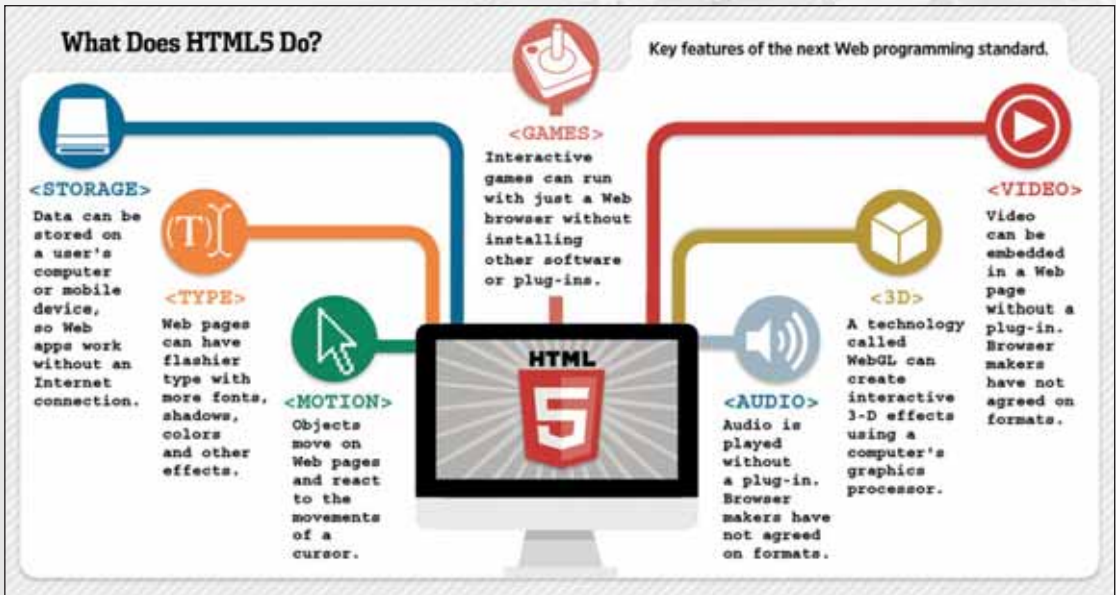 What Does HTML5 Do?
Key features of the next Web programming standard.
<STORAGE>
Data can be
stored on
a user's
computer
or mobile
device,
so Web
apps work
without an
Internet
connection.
(T)
<TYPE>
Web pages
can have
flashier
type with
more fonts,
shadows,
colors
and other
effects.
<MOTION>
Objects
move on
Web pages
and react
to the
movements
of a
cursor.
<GAMES>
Interactive
games can run
with just a Web
browser without
installing
other software
or plug-ins.
HTML
5
<AUDIO>
Audio is
played
without
a plug-in.
Browser
makers have
not agreed
on formats.
<3D>
A technology
called
WebGL can
create
interactive
3-D effects
using a
computer's
graphics
processor.
<VIDEO>
Video
can be
embedded
in a Web
page
without a
plug-in.
Browser
makers
have not
agreed on
formats.